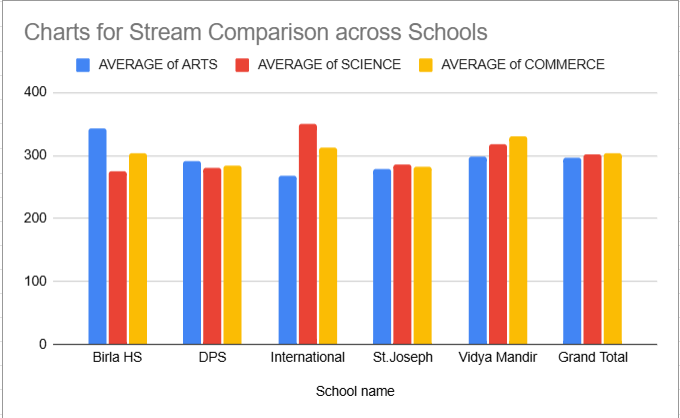 Charts for Stream Comparison across Schools
AVERAGE of ARTS AVERAGE of SCIENCE AVERAGE of COMMERCE
400
300
200
100
0
Birla HS DPS International St.Joseph Vidya Mandir Grand Total
School name